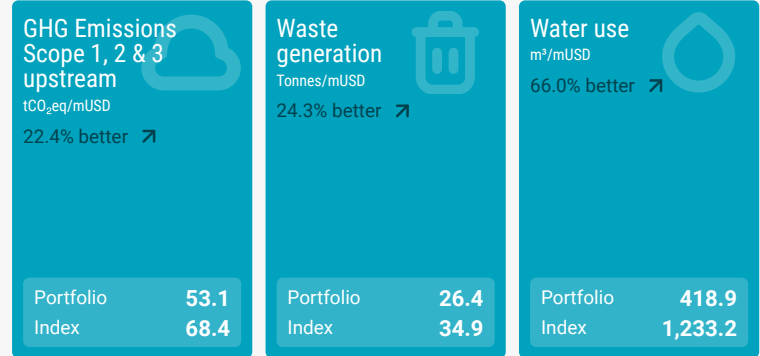 GHG Emissions
Scope 1, 2 & 3
upstream
tCO₂eq/mUSD
22.4% better
Portfolio 53.1
Index 68.4
Waste
generation
Tonnes/mUSD
24.3% better
Portfolio 26.4
Index 34.9
Water use
m³/mUSD
66.0% better
Portfolio 418.9
Index 1,233.2